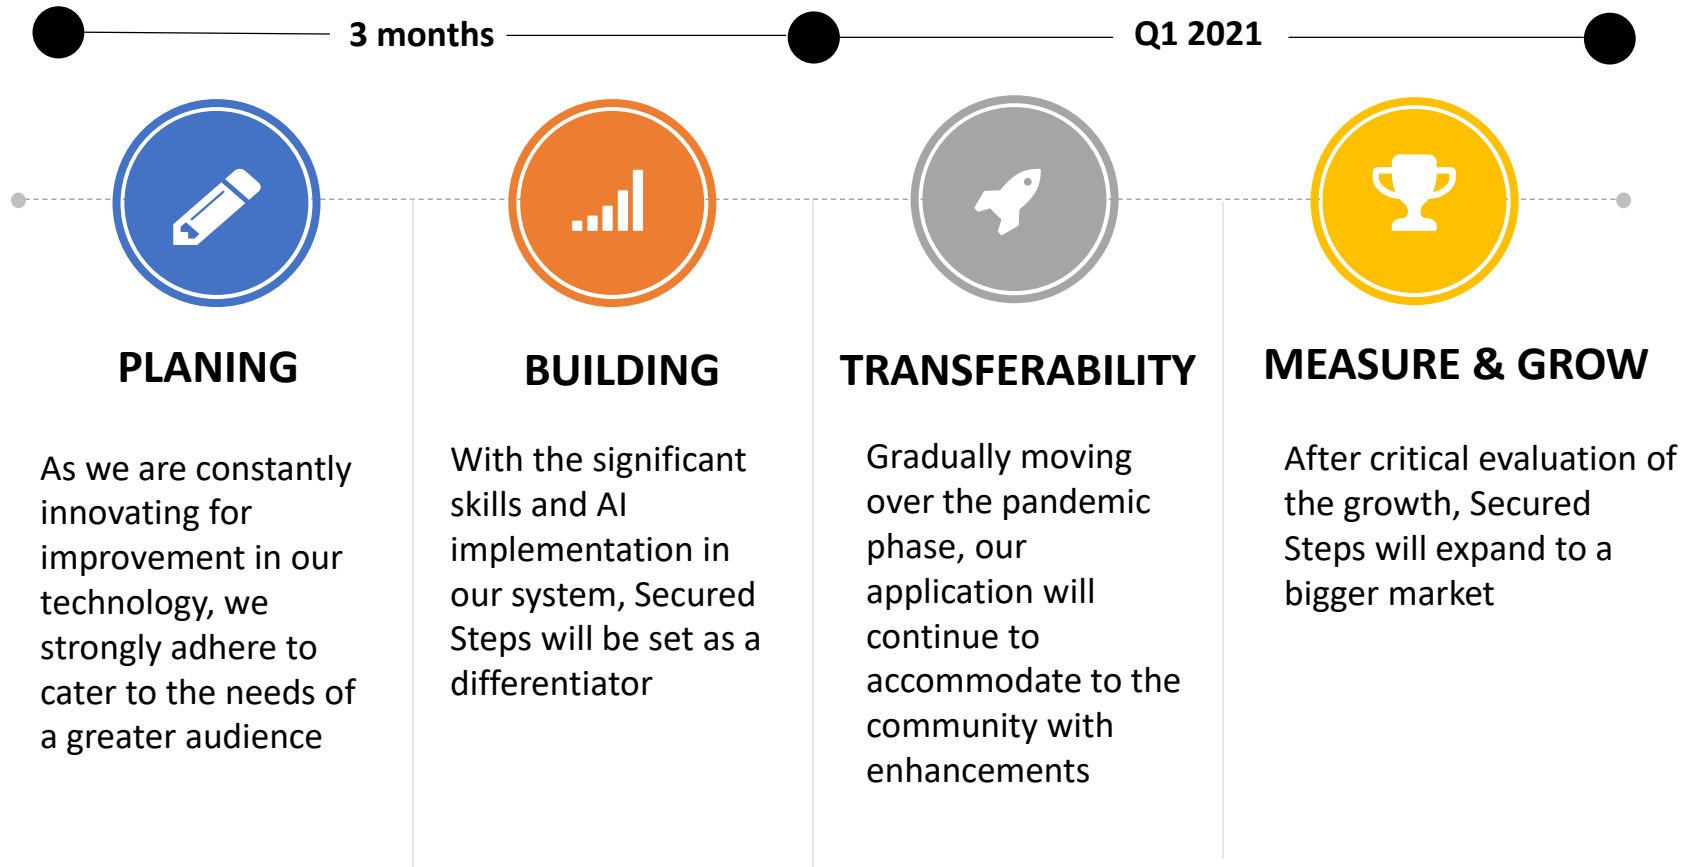 3 months
Q1 2021
PLANING
As we are constantly
innovating for
improvement in our
technology, we
strongly adhere to
cater to the needs of
a greater audience
BUILDING
With the significant
skills and AI
implementation in
our system, Secured
Steps will be set as a
differentiator
TRANSFERABILITY
Gradually moving
over the pandemic
phase, our
application will
continue to
accommodate to the
community with
enhancements
MEASURE & GROW
After critical evaluation of
the growth, Secured
Steps will expand to a
bigger market